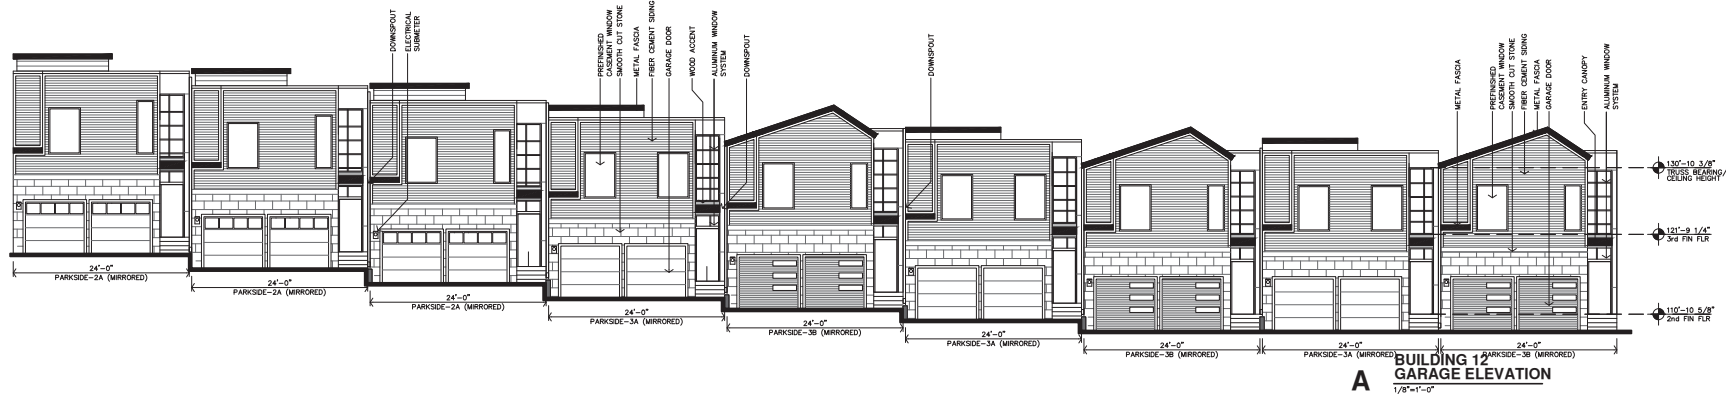 DOWNSPOUT
ELECTRICAL
SUBMETER
PREFINISHED
CASEMENT WINDOW
SMOOTH CUT STONE
METAL FASCIA
FIBER CEMENT SIDING
GARAGE DOOR
WOOD ACCENT
ALUMINUM WINDOW
SYSTEM
DOWNSPOUT
DOWNSPOUT
METAL FASCIA
PREFINISHED
CASEMENT WINDOW
SMOOTH CUT STONE
FIBER CEMENT SIDING
METAL FASCIA
GARAGE DOOR
ENTRY CANOPY
ALUMINUM WINDOW
SYSTEM
130'-10 3/8"
TRUSS BEARING/
CEILING HEIGHT
121'-9 1/4"
3rd FIN FLR
110'-10 5/8"
2nd FIN FLR
24'-0"
PARKSIDE-2A (MIRRORED)
24'-0"
PARKSIDE-2A (MIRRORED)
24'-0"
PARKSIDE-2A (MIRRORED)
24'-0"
PARKSIDE-3A (MIRRORED)
24'-0"
PARKSIDE-3B (MIRRORED)
24'-0"
PARKSIDE-3A (MIRRORED)
24'-0"
PARKSIDE-3B (MIRRORED)
24'-0"
PARKSIDE-3A (MIRRORED)
24'-0"
PARKSIDE-3B (MIRRORED)
A
BUILDING 12
GARAGE ELEVATION
1/8"=1'-0"